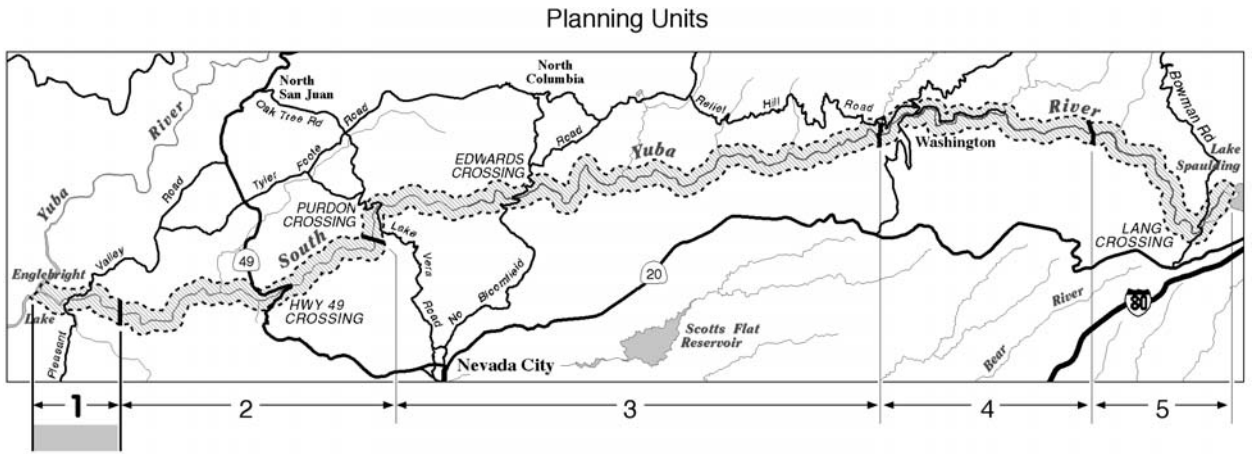 Planning Units
North
San Juan
North
Columbia
Yuba
River
Oak Tree Rd
Road
Tyler
Foote
Road
EDWARDS
CROSSING
Road
Relief
Hill
Road
Yuba
River
Washington
Bowman Rd
Lake
Spaulding
PURDON
CROSSING
South
Lake
Vera
Road
No
Bloomfield
49
Valley
Englebright
Lake
Pleasant
HWY 49
CROSSING
20
LANG
CROSSING
80
River
Bear
Scotts Flat
Reservoir
Nevada City
1
2
3
4
5